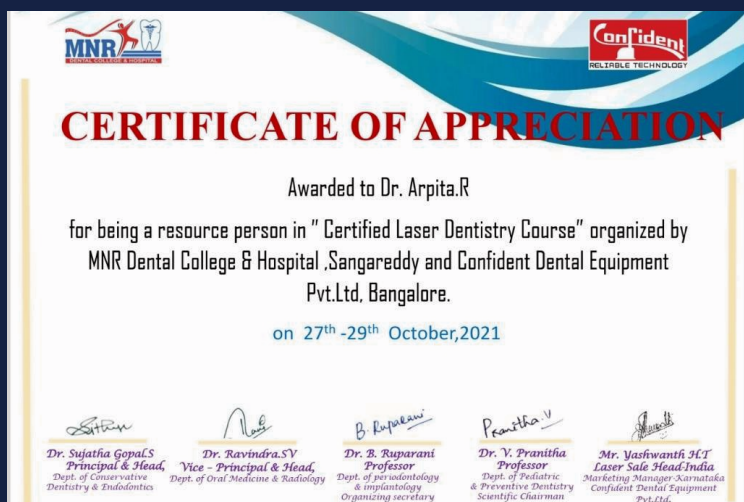 MNR
DENTAL COLLEGE & HOSPITAL
Confident
RELIABLE TECHNOLOGY
CERTIFICATE OF APPRECIATION
Awarded to Dr. Arpita.R
for being a resource person in " Certified Laser Dentistry Course" organized by
MNR Dental College & Hospital ,Sangareddy and Confident Dental Equipment
Pvt.Ltd, Bangalore.
on 27th -29th October,2021
B. Ruparani
Pranitha.V
Dr. Sujatha Gopal.S
Principal & Head,
Dept. of Conservative
Dentistry & Endodontics
Dr. Ravindra.SV
Vice - Principal & Head,
Dept. of Oral Medicine & Radiology
Dr. B. Ruparani
Professor
Dept. of periodontology
& implantology
Organizing secretary
Dr. V. Pranitha
Professor
Dept. of Pediatric
& Preventive Dentistry
Scientific Chairman
Mr. Yashwanth H.T
Laser Sale Head-India
Marketing Manager-Karnataka
Confident Dental Equipment
Pvt.Ltd.